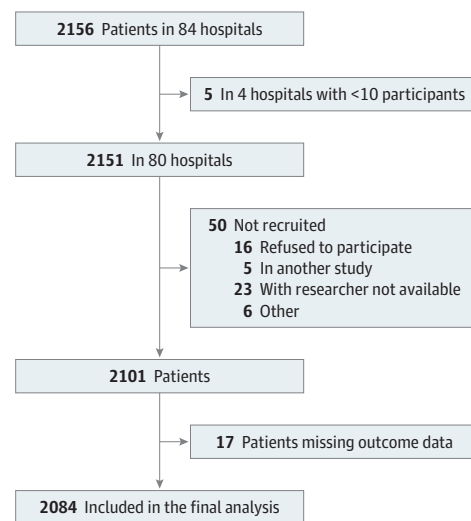 2156 Patients in 84 hospitals
5 In 4 hospitals with <10 participants
2151 In 80 hospitals
50 Not recruited
16 Refused to participate
5 In another study
23 With researcher not available
6 Other
2101 Patients
17 Patients missing outcome data
2084 Included in the final analysis